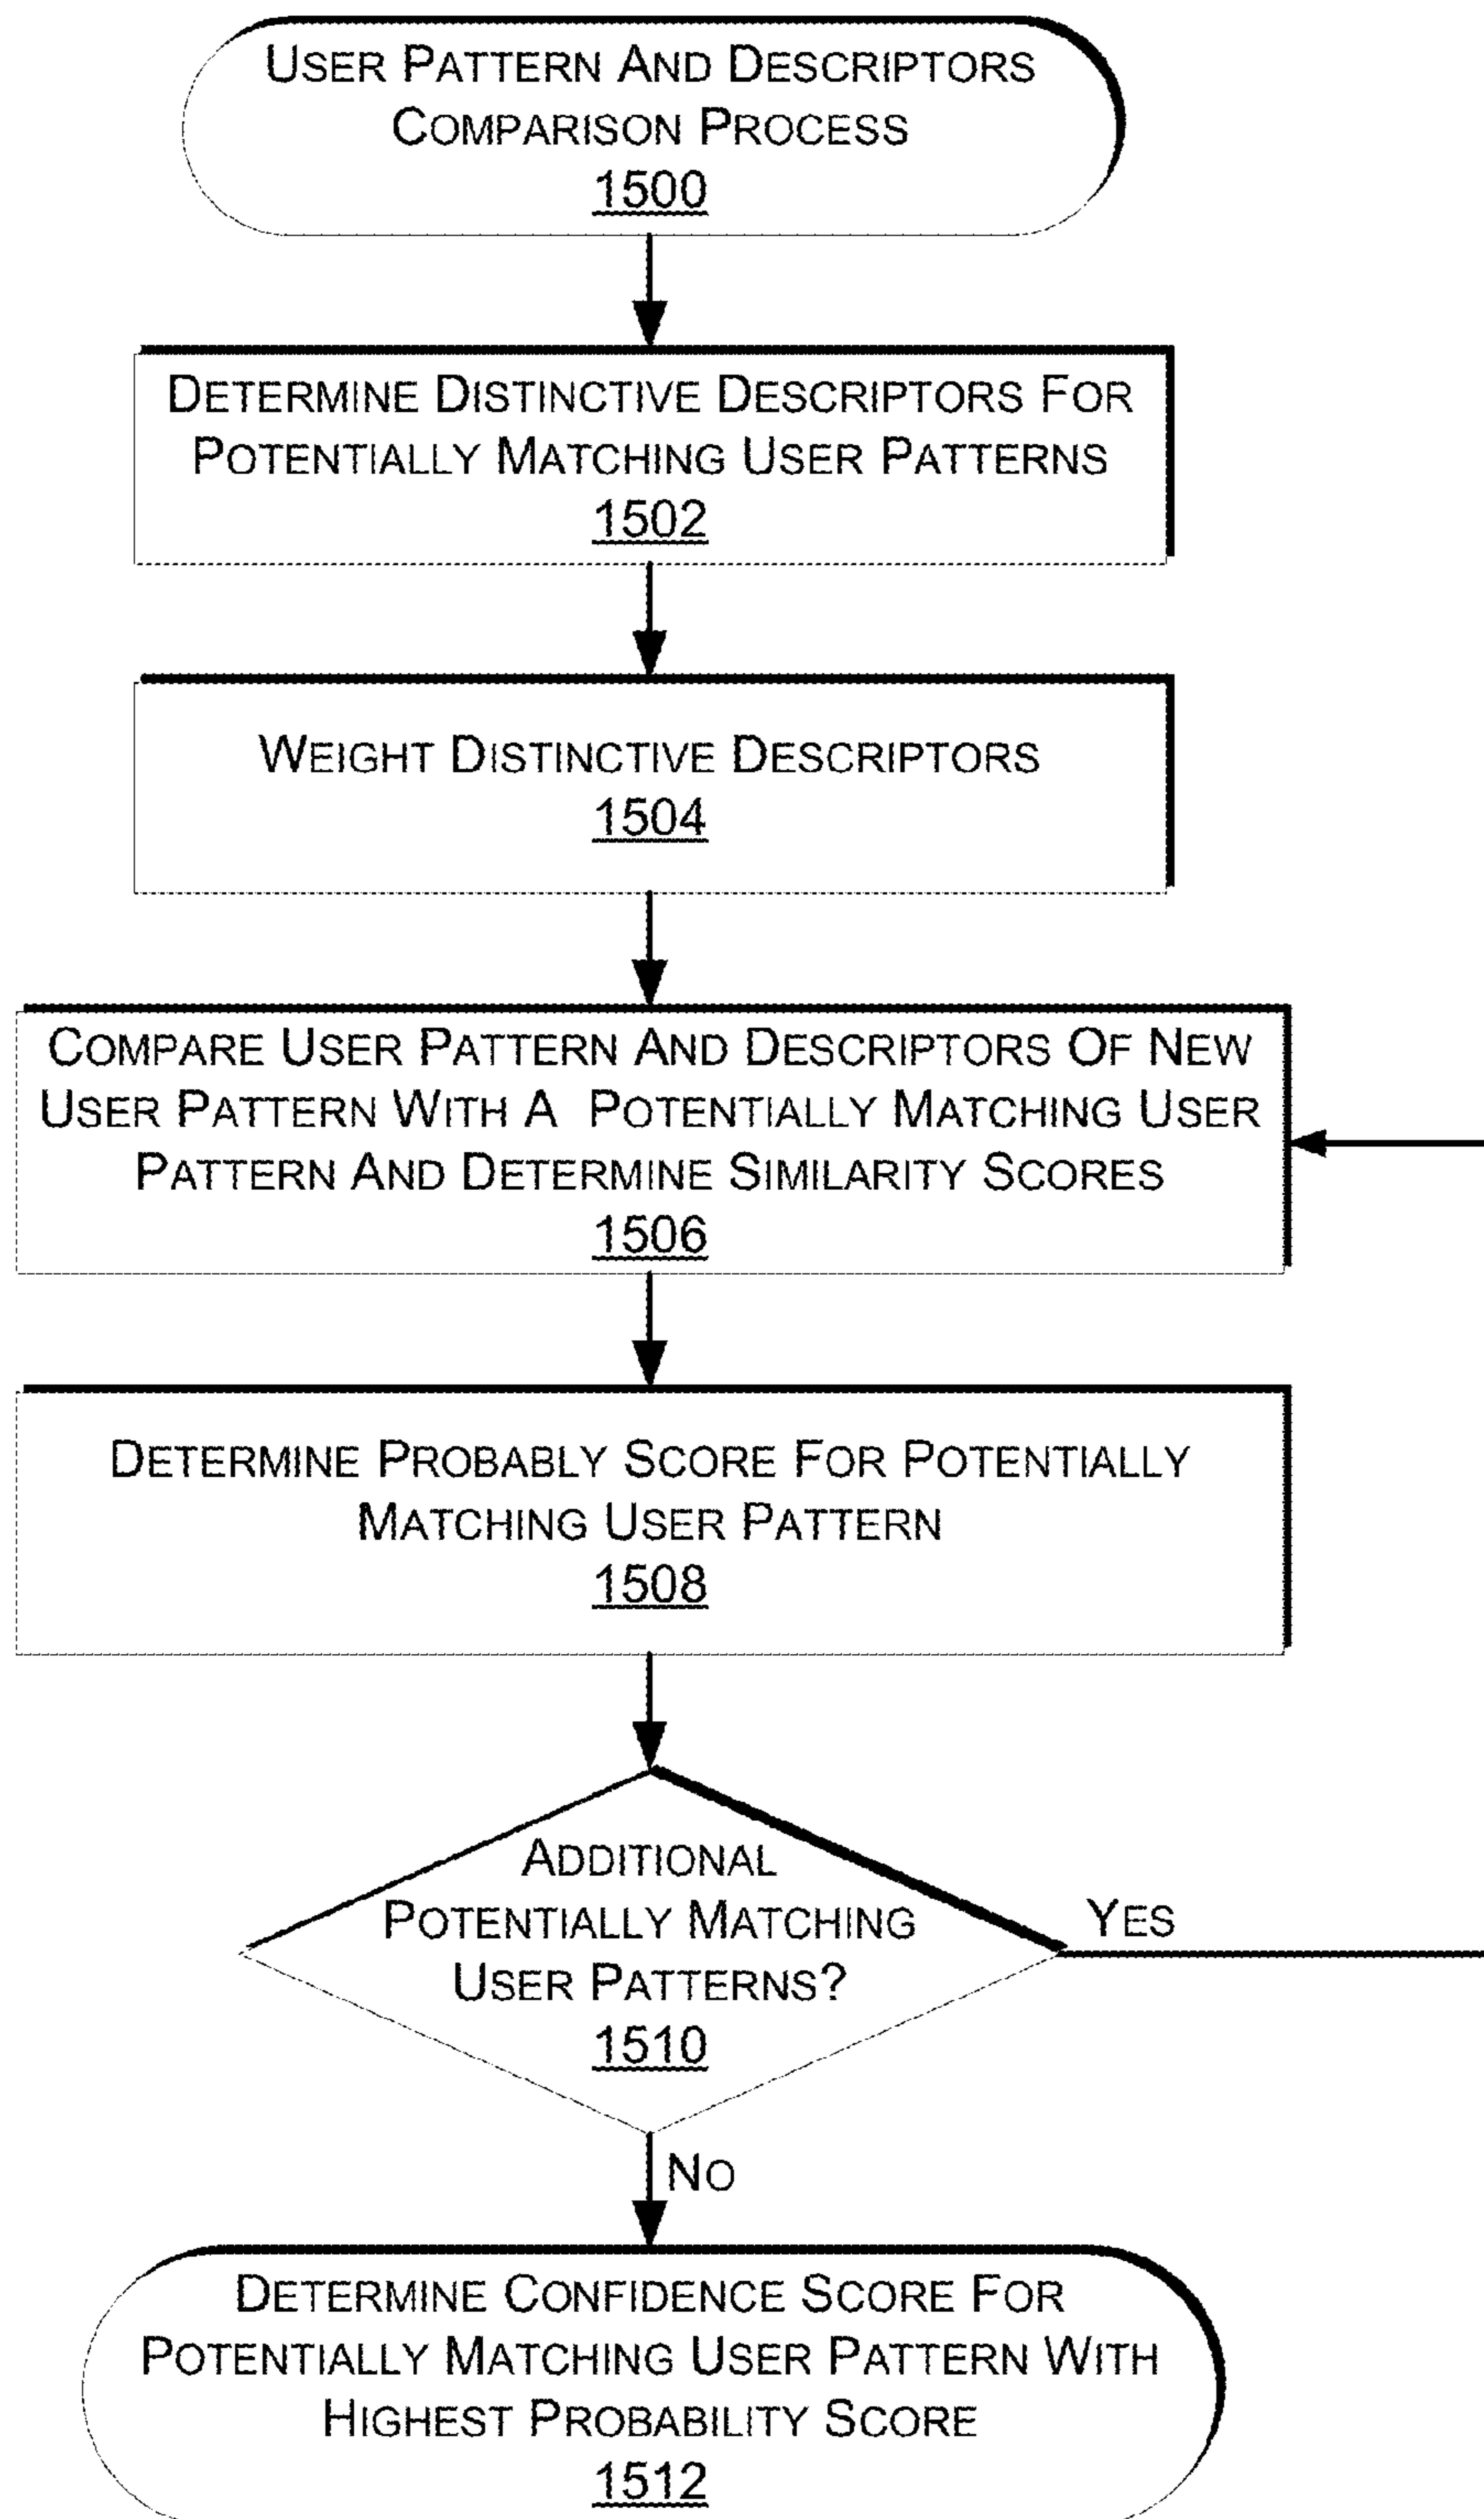 USER PATTERN AND DESCRIPTORS
COMPARISON PROCESS
1500
DETERMINE DISTINCTIVE DESCRIPTORS FOR
POTENTIALLY MATCHING USER PATTERNS
1502
WEIGHT DISTINCTIVE DESCRIPTORS
1504
COMPARE USER PATTERN AND DESCRIPTORS OF NEW
USER PATTERN WITH A POTENTIALLY MATCHING USER
PATTERN AND DETERMINE SIMILARITY SCORES
1506
DETERMINE PROBABLY SCORE FOR POTENTIALLY
MATCHING USER PATTERN
1508
ADDITIONAL
POTENTIALLY MATCHING
USER PATTERNS?
1510
YES
NO
DETERMINE CONFIDENCE SCORE FOR
POTENTIALLY MATCHING USER PATTERN WITH
HIGHEST PROBABILITY SCORE
1512